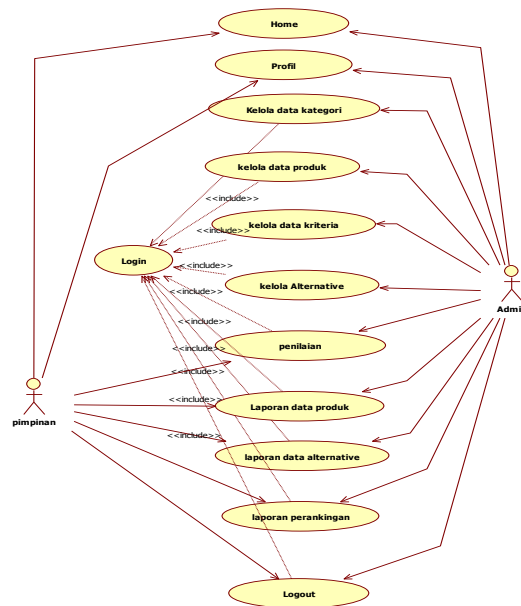 Home
Profil
Kelola data kategori
kelola data produk
<<include>>
<<include>>
kelola data kriteria
<<include>>
Login
<<include>>
kelola Alternative
<<include>>
Admi
<<include>>
penilaian
<<include>>
<<include>>
<<include>>
Laporan data produk
pimpinan
<<include>>
laporan data alternative
laporan perankingan
Logout